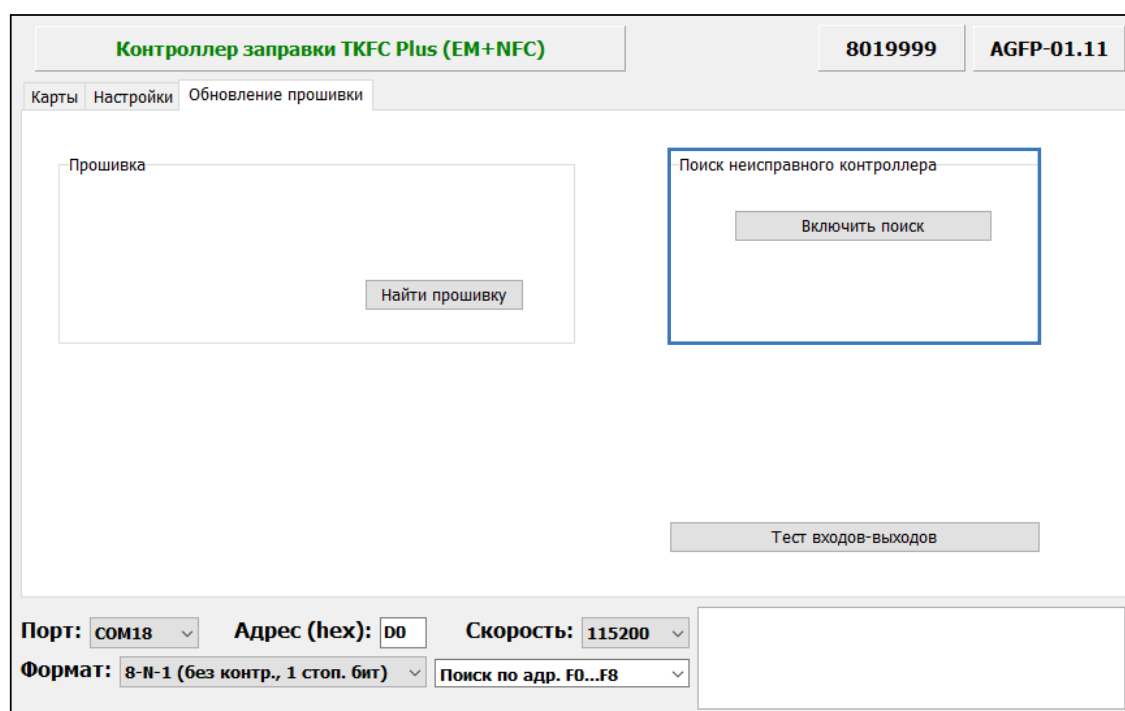 Контроллер заправки TKFC Plus (EM+NFC)
8019999
AGFP-01.11
Карты
Настройки
Обновление прошивки
Прошивка
Найти прошивку
Поиск неисправного контроллера
Включить поиск
Тест входов-выходов
Порт: COM18
Адрес (hex): D0
Скорость: 115200
Формат: 8-N-1 (без контр., 1 стоп. бит)
Поиск по адр. F0...F8